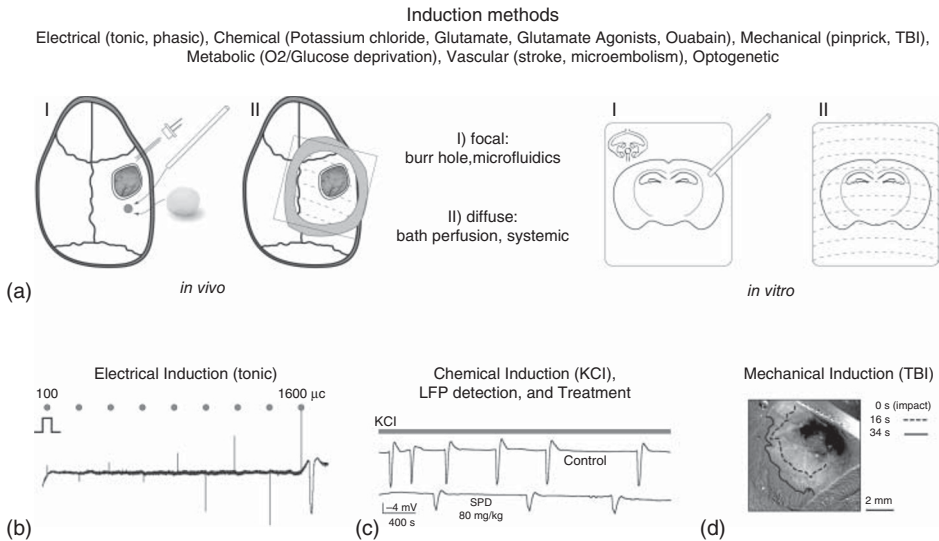 Induction methods
Electrical (tonic, phasic), Chemical (Potassium chloride, Glutamate, Glutamate Agonists, Ouabain), Mechanical (pinprick, TBI),
Metabolic (O2/Glucose deprivation), Vascular (stroke, microembolism), Optogenetic
I
II
I) focal:
burr hole,microfluidics
II) diffuse:
bath perfusion, systemic
I
II
(a)
in vivo
in vitro
Electrical Induction (tonic)
100
1600 μc
(b)
Chemical Induction (KCI),
LFP detection, and Treatment
KCI
Control
SPD
80 mg/kg
−4 mV
400 s
(c)
Mechanical Induction (TBI)
0 s (impact)
16 s
34 s
2 mm
(d)